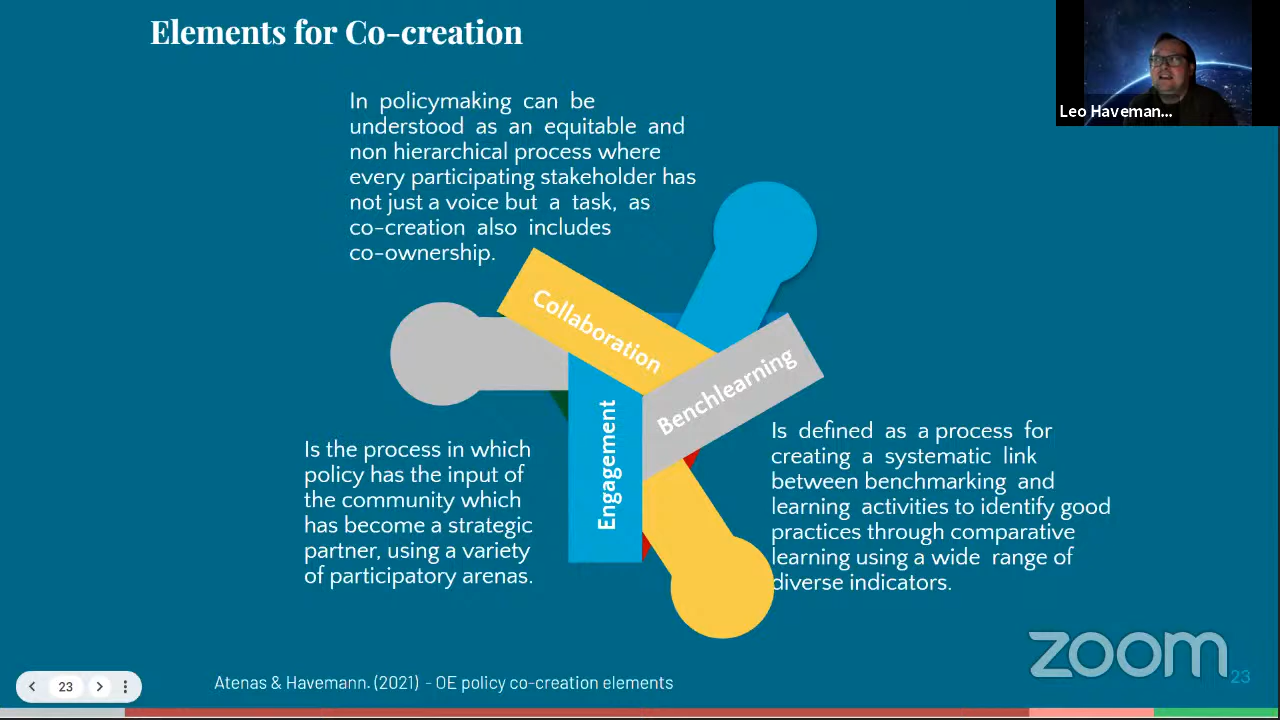 Elements for Co-creation
Leo Haveman...
In policymaking can be
understood as an equitable and
non hierarchical process where
every participating stakeholder has
not just a voice but a task, as
co-creation also includes
co-ownership.
Collaboration
Benchlearning
Engagement
Is the process in which
policy has the input of
the community which
has become a strategic
partner, using a variety
of participatory arenas.
Is defined as a process for
creating a systematic link
between benchmarking and
learning activities to identify good
practices through comparative
learning using a wide range of
diverse indicators.
zoom
23
23
Atenas & Havemann. (2021) - OE policy co-creation elements